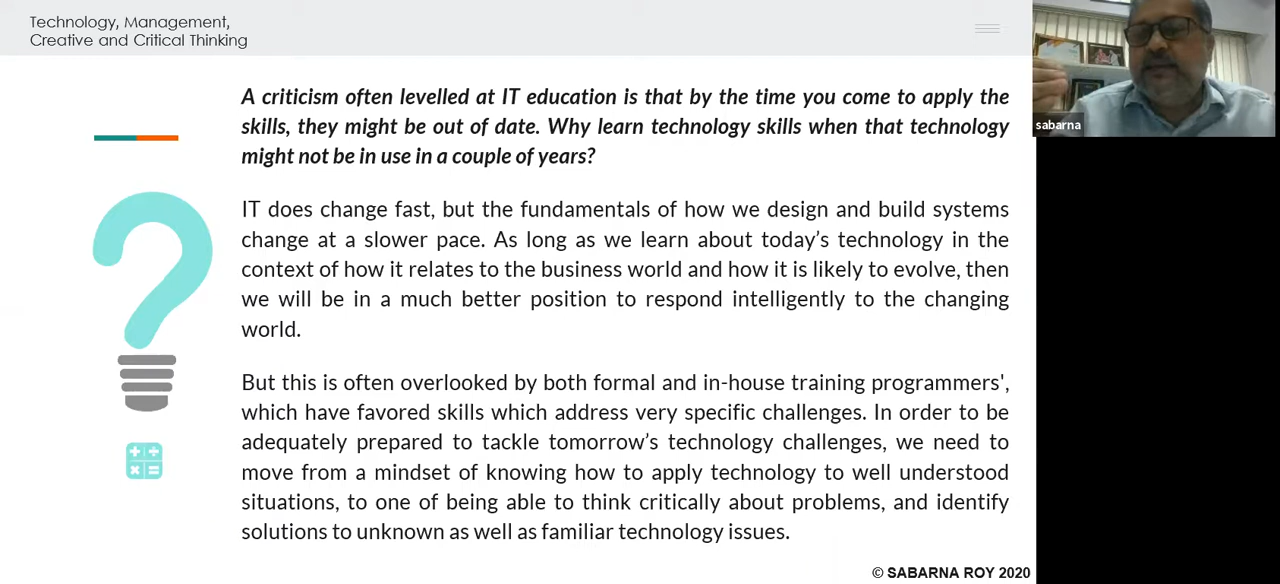 Technology, Management,
Creative and Critical Thinking
A criticism often levelled at IT education is that by the time you come to apply the
skills, they might be out of date. Why learn technology skills when that technology
might not be in use in a couple of years?
IT does change fast, but the fundamentals of how we design and build systems
change at a slower pace. As long as we learn about today’s technology in the
context of how it relates to the business world and how it is likely to evolve, then
we will be in a much better position to respond intelligently to the changing
world.
But this is often overlooked by both formal and in-house training programmers',
which have favored skills which address very specific challenges. In order to be
adequately prepared to tackle tomorrow’s technology challenges, we need to
move from a mindset of knowing how to apply technology to well understood
situations, to one of being able to think critically about problems, and identify
solutions to unknown as well as familiar technology issues.
© SABARNA ROY 2020
sabarna